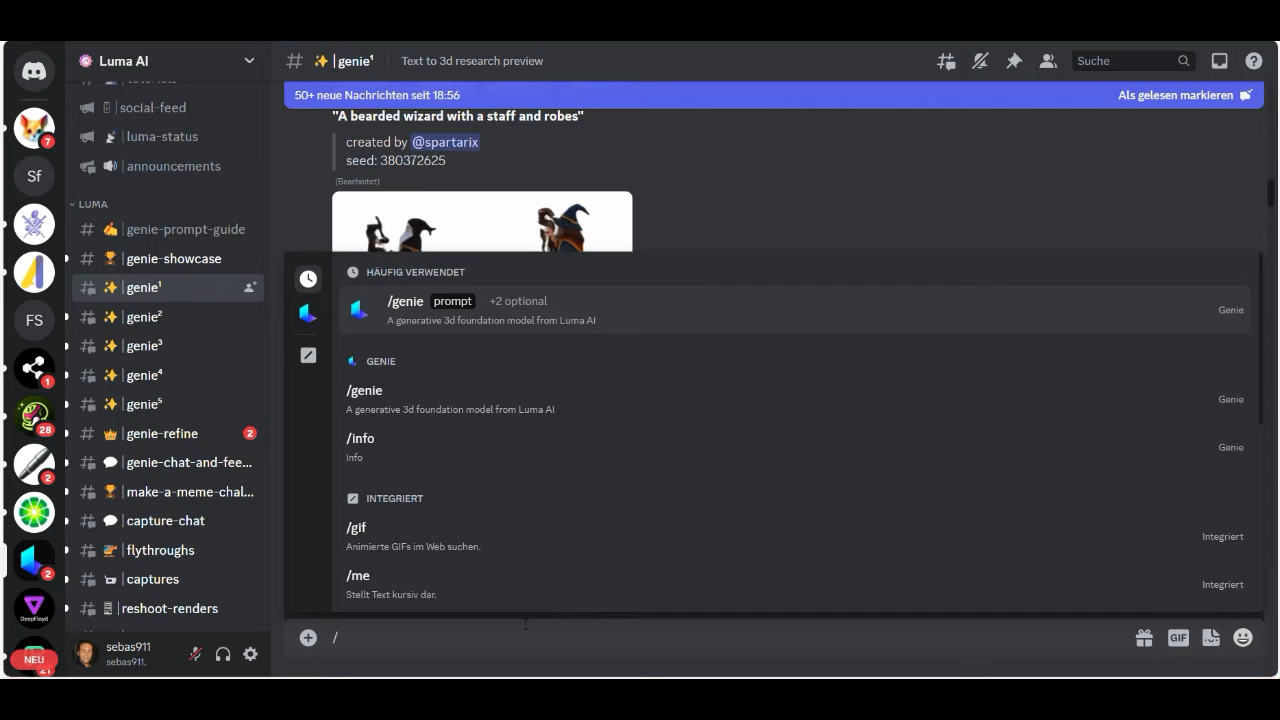 Luma AI
tutorials
social-feed
luma-status
announcements
LUMA
genie-prompt-guide
genie-showcase
genie¹
genie²
genie³
genie⁴
genie⁵
genie-refine 2
genie-chat-and-fee...
make-a-meme-chal...
capture-chat
flythroughs
captures
reshoot-renders
sebas911
sebas911.
7
Sf
FS
1
28
2
2
DeepFloyd
NEU
21
genie¹
Text to 3d research preview
Suche
50+ neue Nachrichten seit 18:56
Als gelesen markieren
"A bearded wizard with a staff and robes"
created by @spartarix
seed: 380372625
(Bearbeitet)
HÄUFIG VERWENDET
/genie prompt +2 optional
A generative 3d foundation model from Luma AI
Genie
GENIE
/genie
A generative 3d foundation model from Luma AI
Genie
/info
Info
Genie
INTEGRIERT
/gif
Animierte GIFs im Web suchen.
Integriert
/me
Stellt Text kursiv dar.
Integriert
/
GIF